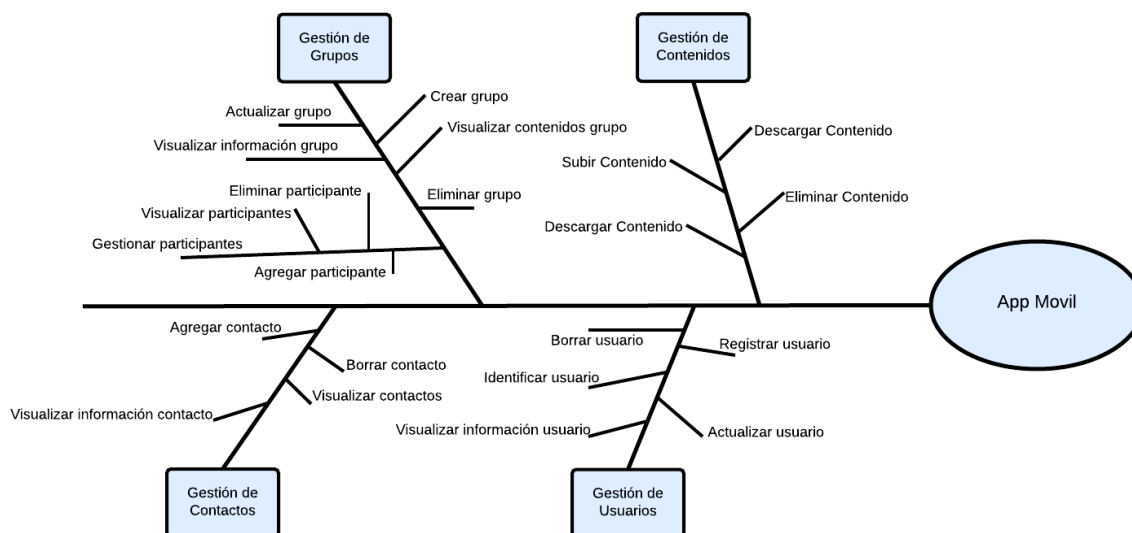 Gestión de
Grupos
Gestión de
Contenidos
Actualizar grupo
Crear grupo
Visualizar información grupo
Visualizar contenidos grupo
Eliminar participante
Eliminar grupo
Visualizar participantes
Gestionar participantes
Agregar participante
Descargar Contenido
Subir Contenido
Eliminar Contenido
Descargar Contenido
App Movil
Agregar contacto
Borrar contacto
Visualizar contactos
Visualizar información contacto
Borrar usuario
Registrar usuario
Identificar usuario
Visualizar información usuario
Actualizar usuario
Gestión de
Contactos
Gestión de
Usuarios